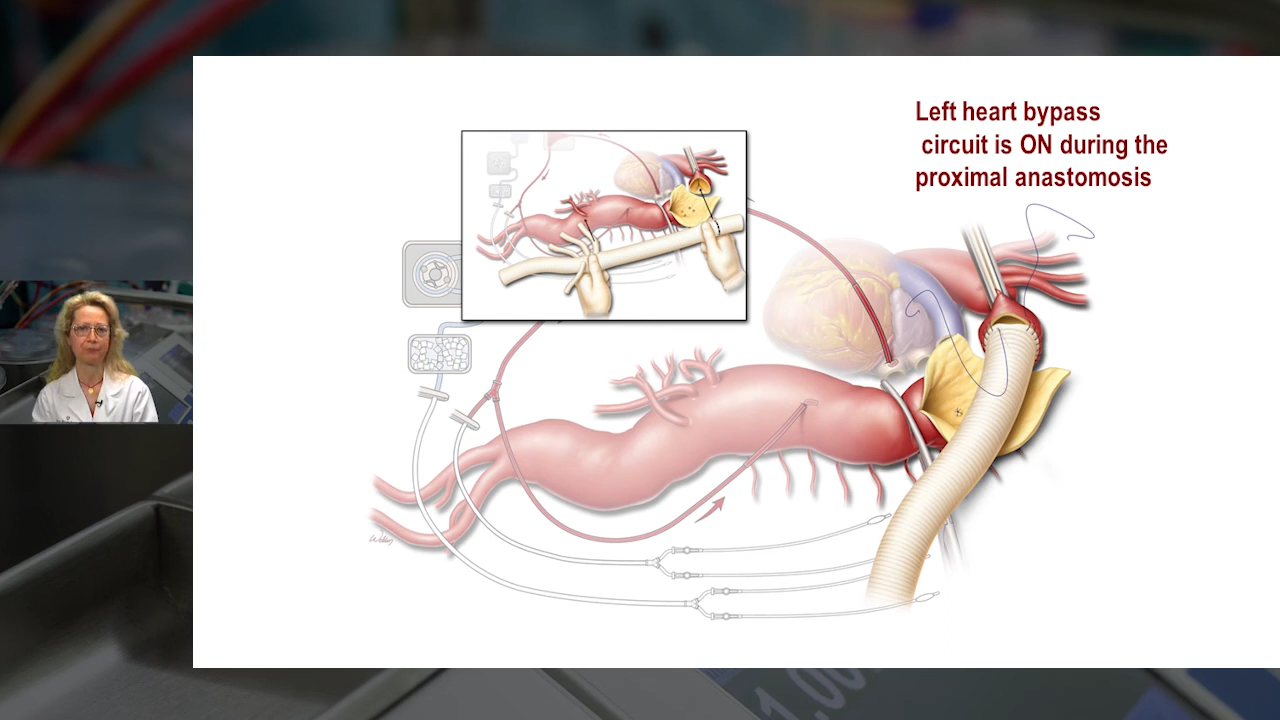 Left heart bypass
circuit is ON during the
proximal anastomosis